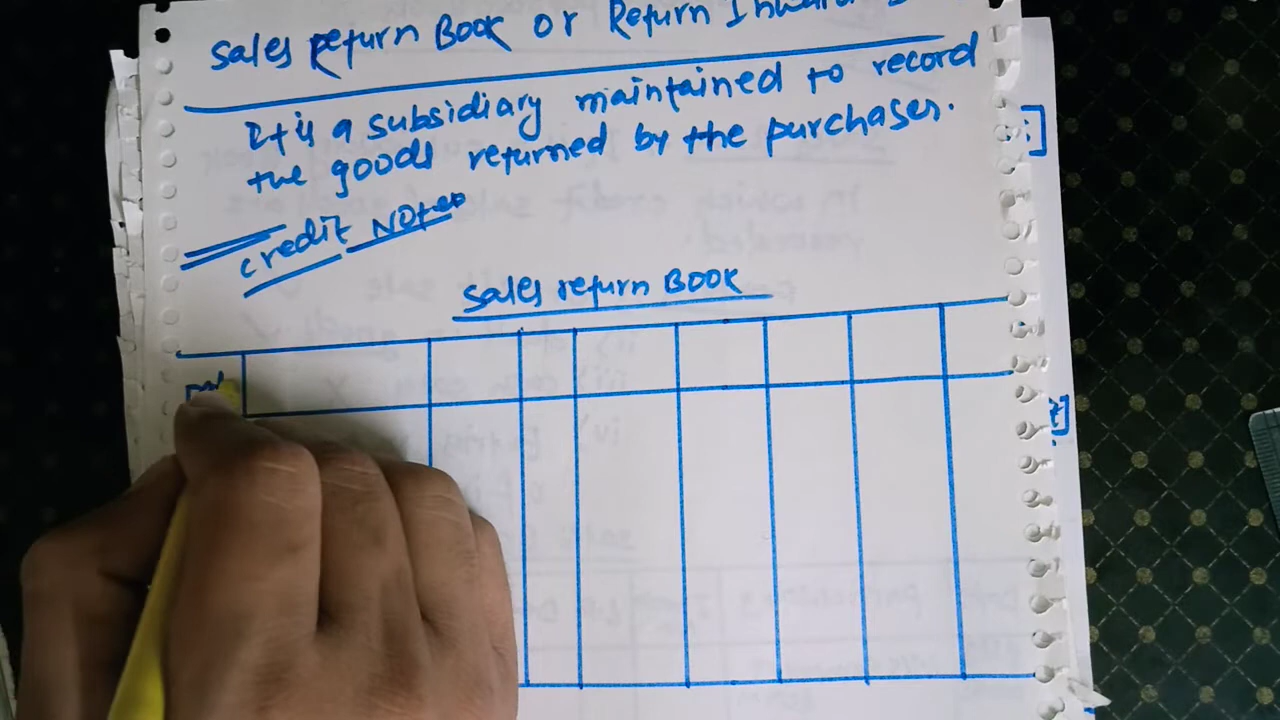 Sales Return Book or Return Inward
It is a subsidiary maintained to record
the goods returned by the purchases.
Credit Notes
Sales return Book